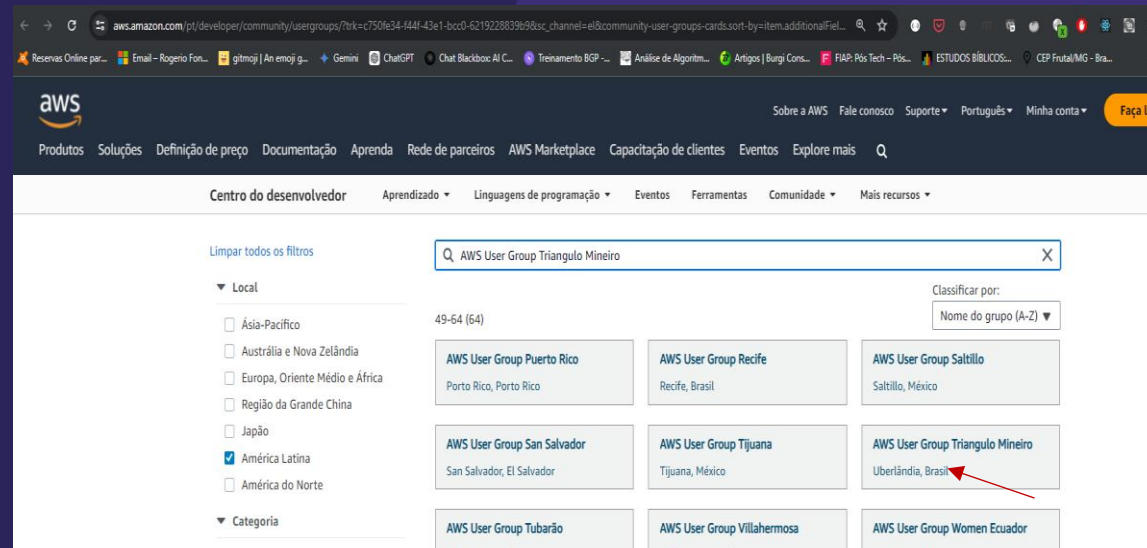 aws.amazon.com/pt/developer/community/usergroups/?trk=c750fe34-f44f-43e1-bcc0-6219228839b9&sc_channel=el&community-user-groups-cards.sort-by=item.additionalFiel...
Reservas Online par... Email – Rogerio Fon... gitmoji | An emoji g... Gemini ChatGPT Chat Blackbox: AI C... Treinamento BGP -... Análise de Algoritm... Artigos | Burgi Cons... FIAP: Pós Tech – Pós... ESTUDOS BÍBLICOS:... CEP Frutal/MG - Bra...
aws
Sobre a AWS Fale conosco Suporte Português Minha conta Faça l
Produtos Soluções Definição de preço Documentação Aprenda Rede de parceiros AWS Marketplace Capacitação de clientes Eventos Explore mais
Centro do desenvolvedor Aprendizado Linguagens de programação Eventos Ferramentas Comunidade Mais recursos
Limpar todos os filtros
AWS User Group Triangulo Mineiro
Local
Classificar por:
Nome do grupo (A-Z)
49-64 (64)
Ásia-Pacífico
Austrália e Nova Zelândia
Europa, Oriente Médio e África
Região da Grande China
Japão
América Latina
América do Norte
Categoria
AWS User Group Puerto Rico
Porto Rico, Porto Rico
AWS User Group Recife
Recife, Brasil
AWS User Group Saltillo
Saltillo, México
AWS User Group San Salvador
San Salvador, El Salvador
AWS User Group Tijuana
Tijuana, México
AWS User Group Triangulo Mineiro
Uberlândia, Brasil
AWS User Group Tubarão
AWS User Group Villahermosa
AWS User Group Women Ecuador